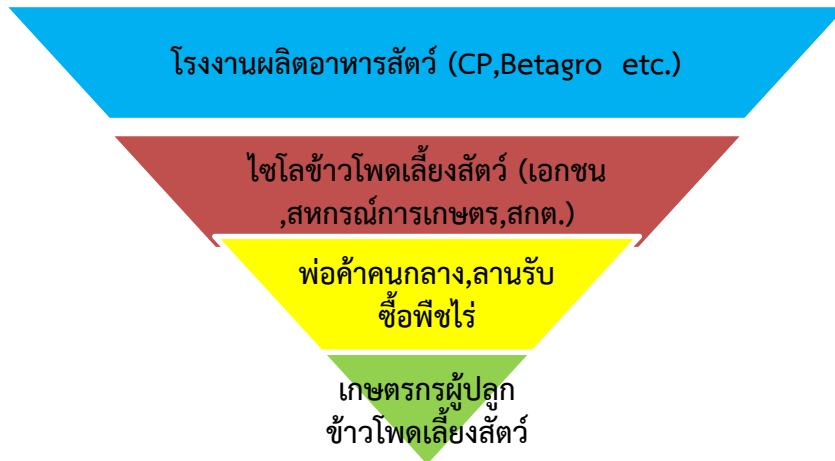 โรงงานผลิตอาหารสัตว์ (CP,Betagro etc.)
ไซโลข้าวโพดเลี้ยงสัตว์ (เอกชน
,สหกรณ์การเกษตร,สกต.)
พ่อค้าคนกลาง,ลานรับ
ซื้อพืชไร่
เกษตรกรผู้ปลูก
ข้าวโพดเลี้ยงสัตว์